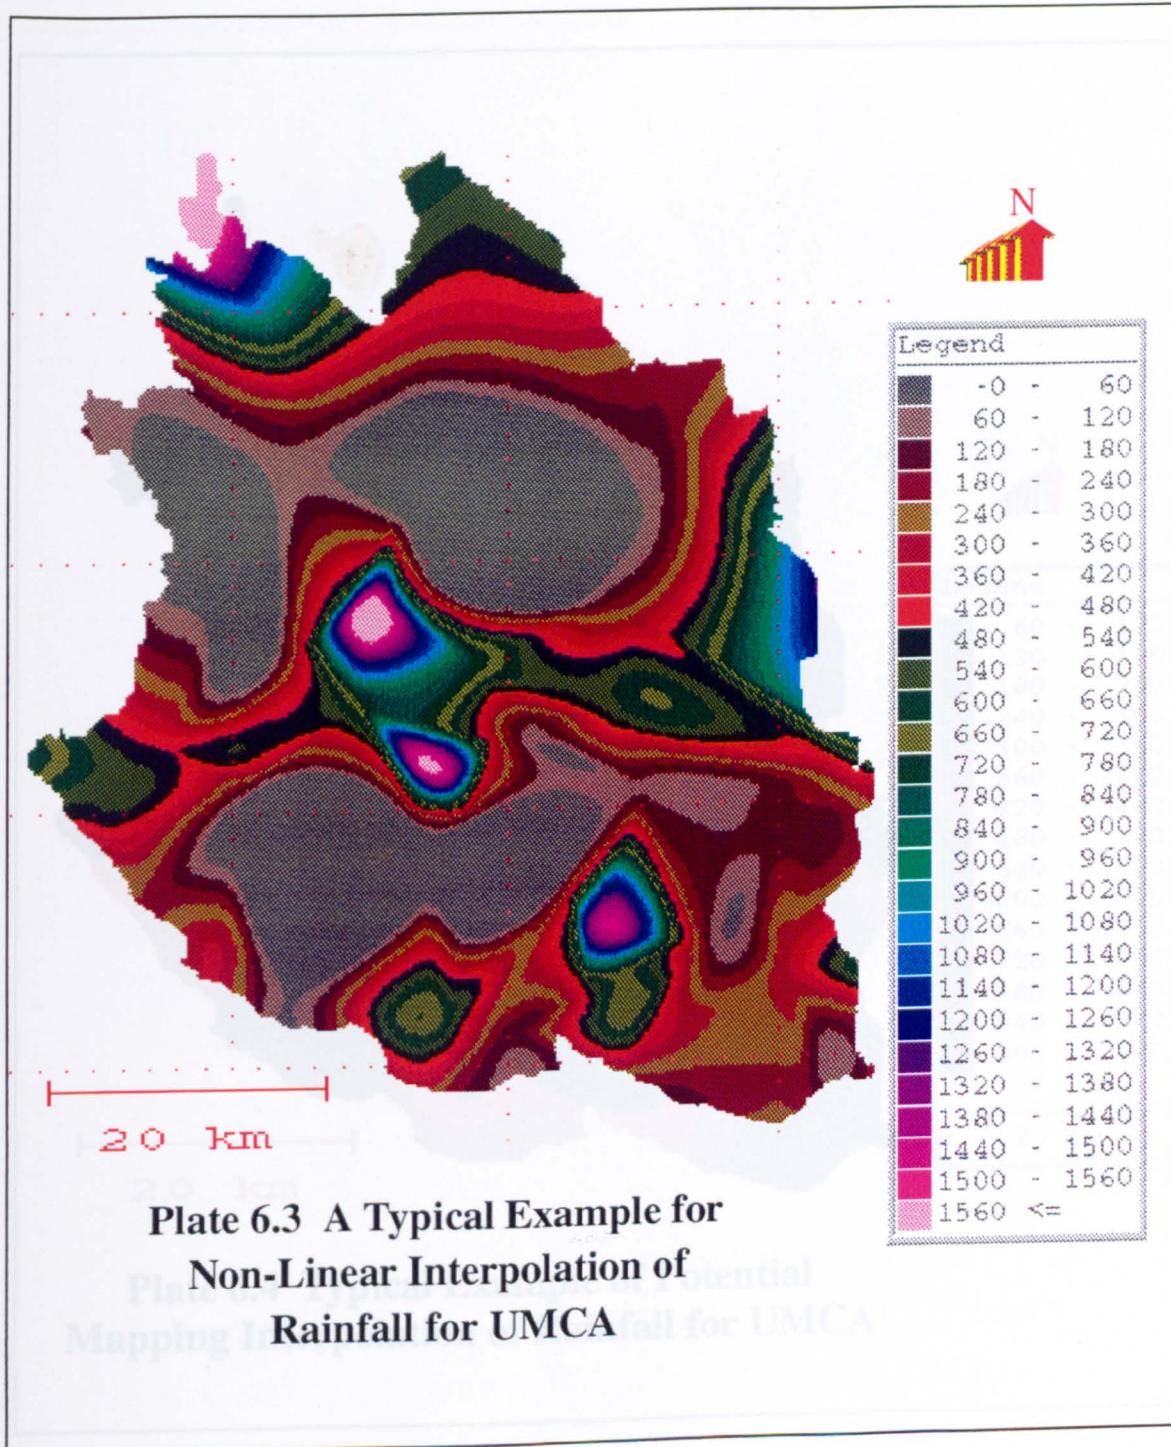 N
Legend
-0 - 60
60 - 120
120 - 180
180 - 240
240 - 300
300 - 360
360 - 420
420 - 480
480 - 540
540 - 600
600 - 660
660 - 720
720 - 780
780 - 840
840 - 900
900 - 960
960 - 1020
1020 - 1080
1080 - 1140
1140 - 1200
1200 - 1260
1260 - 1320
1320 - 1380
1380 - 1440
1440 - 1500
1500 - 1560
1560 <=
20 km
20 km
Plate 6.3 A Typical Example for
Non-Linear Interpolation of
Rainfall for UMCA